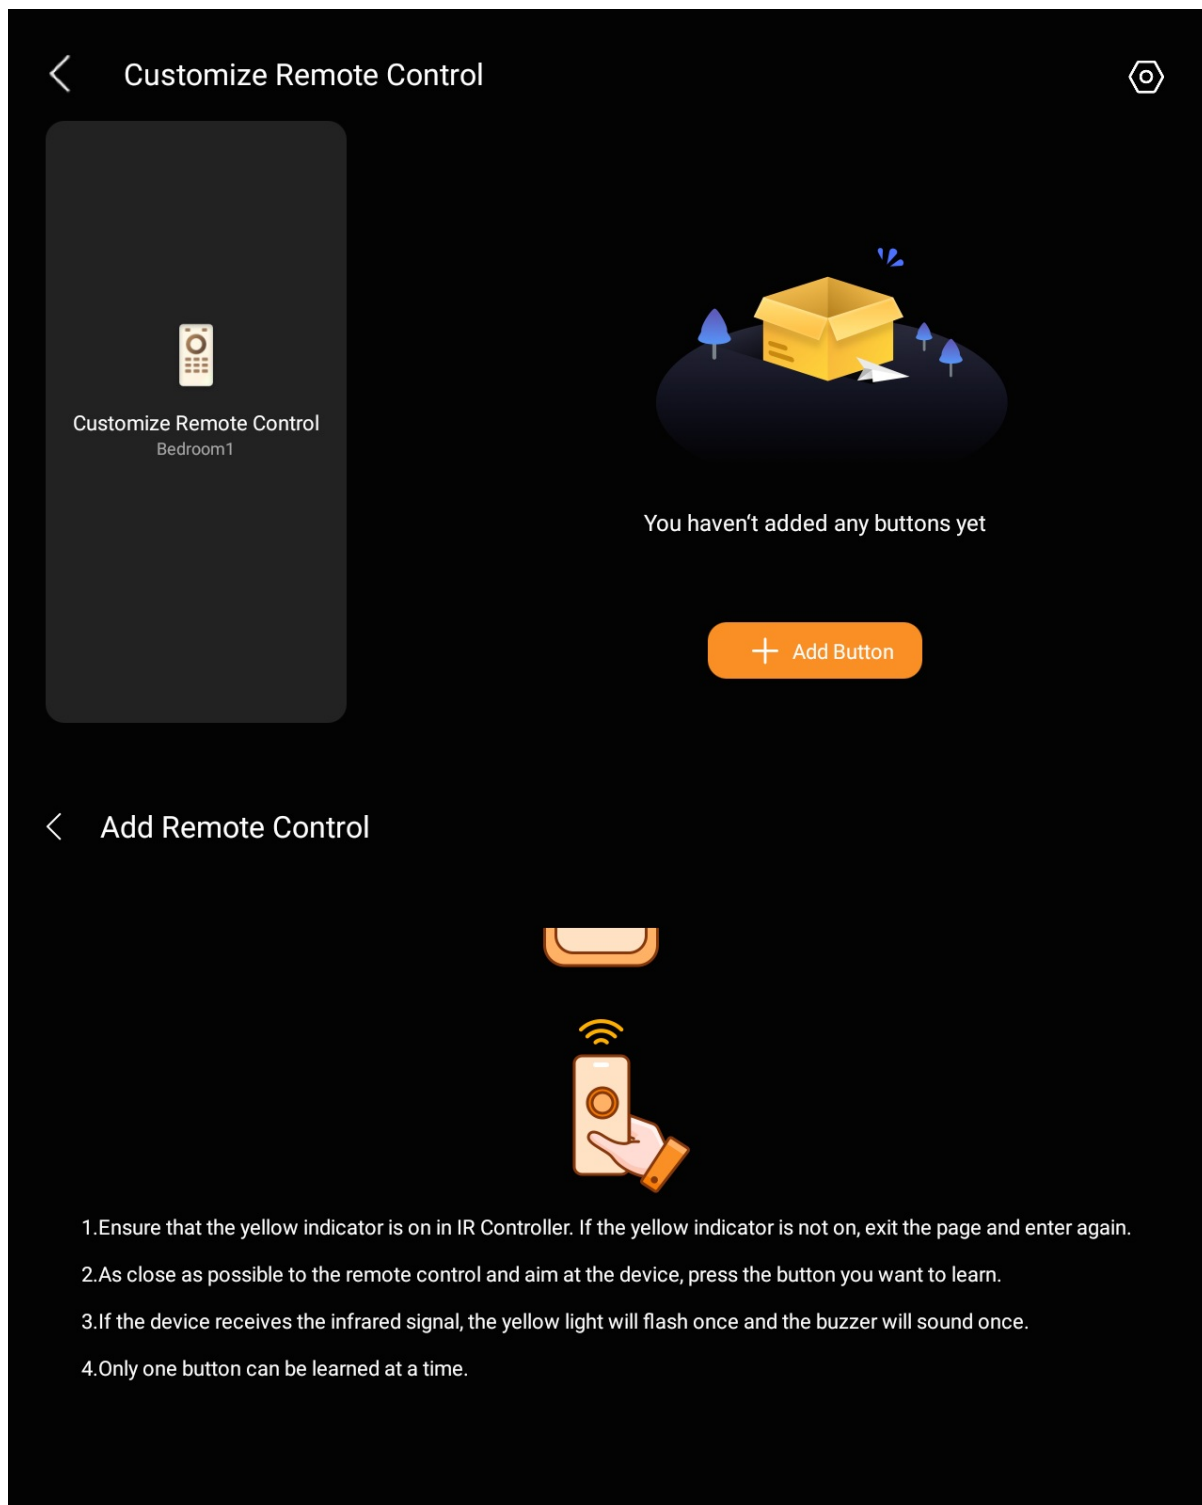 Customize Remote Control
Customize Remote Control
Bedroom1
You haven‘t added any buttons yet
Add Button
Add Remote Control
1.Ensure that the yellow indicator is on in IR Controller. If the yellow indicator is not on, exit the page and enter again.
2.As close as possible to the remote control and aim at the device, press the button you want to learn.
3.If the device receives the infrared signal, the yellow light will flash once and the buzzer will sound once.
4.Only one button can be learned at a time.